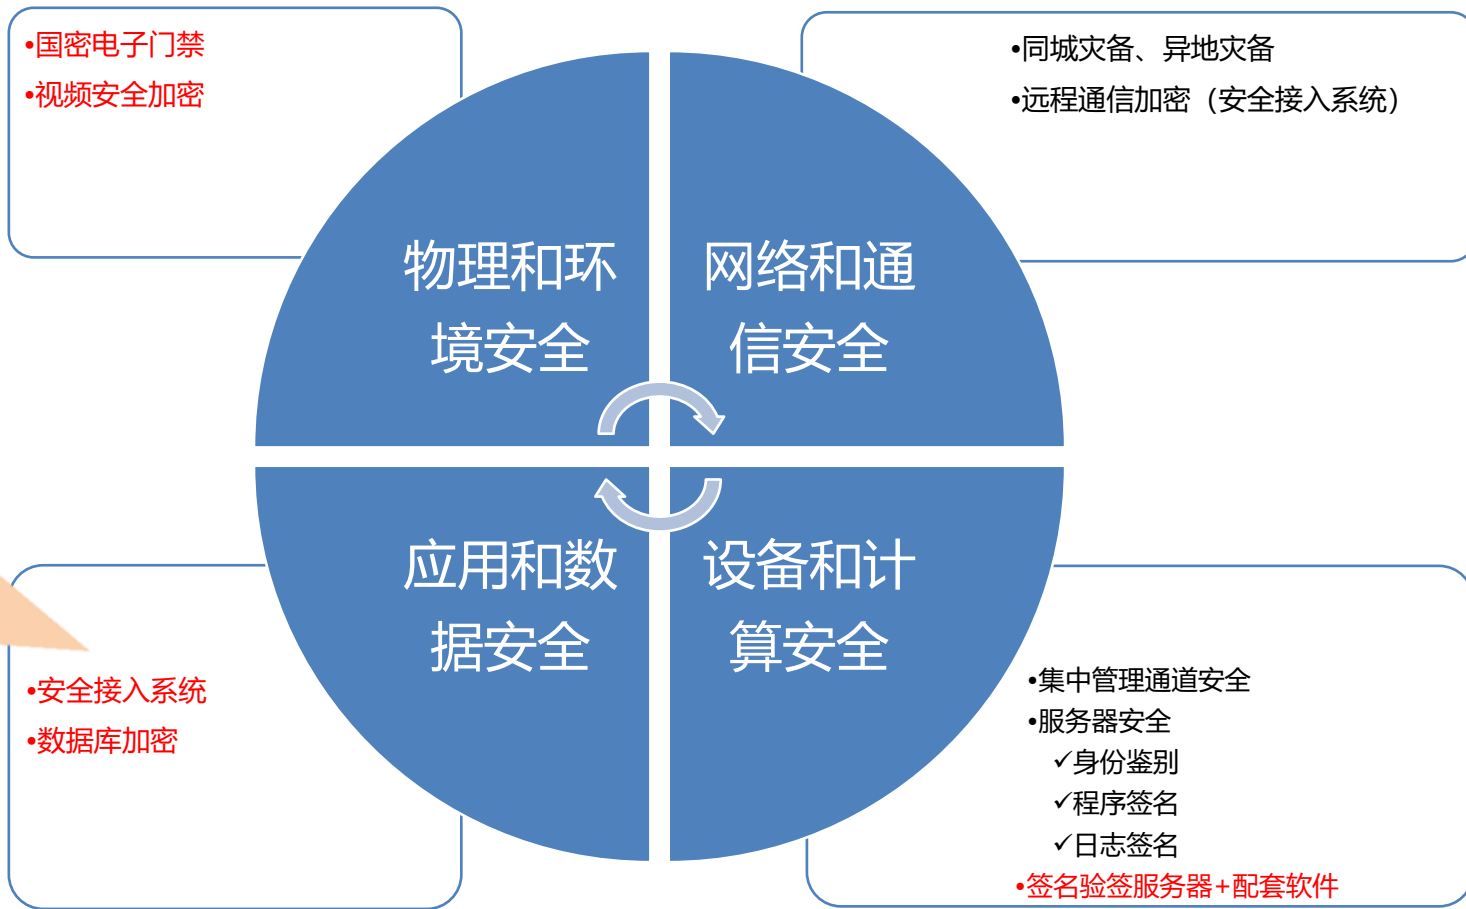 •国密电子门禁
•视频安全加密
•同城灾备、异地灾备
•远程通信加密（安全接入系统）
物理和环
境安全
网络和通
信安全
应用和数
据安全
设备和计
算安全
•安全接入系统
•数据库加密
•集中管理通道安全
•服务器安全
✓身份鉴别
✓程序签名
✓日志签名
•签名验签服务器+配套软件